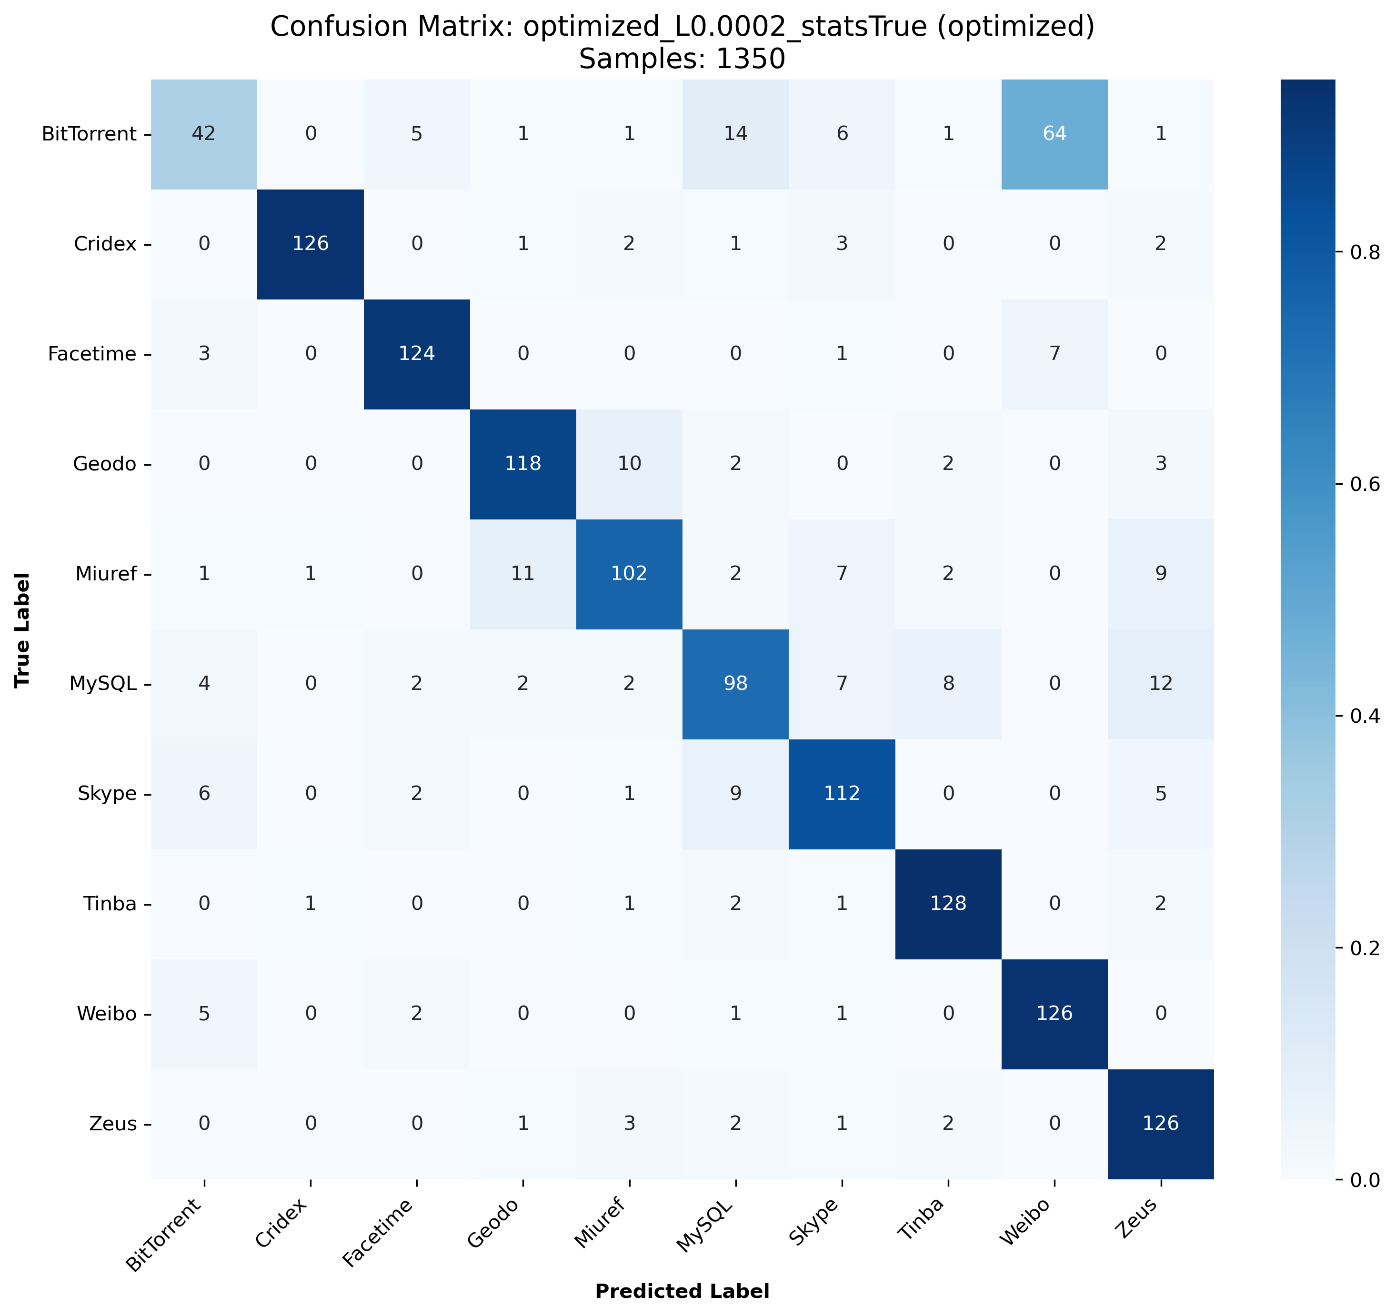 Confusion Matrix: optimized_L0.0002_statsTrue (optimized)
Samples: 1350
BitTorrent 42 0 5 1 1 14 6 1 64 1
Cridex 0 126 0 1 2 1 3 0 0 2
Facetime 3 0 124 0 0 0 1 0 7 0
Geodo 0 0 0 118 10 2 0 2 0 3
Miuref 1 1 0 11 102 2 7 2 0 9
MySQL 4 0 2 2 2 98 7 8 0 12
Skype 6 0 2 0 1 9 112 0 0 5
Tinba 0 1 0 0 1 2 1 128 0 2
Weibo 5 0 2 0 0 1 1 0 126 0
Zeus 0 0 0 1 3 2 1 2 0 126
True Label
BitTorrent Cridex Facetime Geodo Miuref MySQL Skype Tinba Weibo Zeus
Predicted Label
0.8
0.6
0.4
0.2
0.0